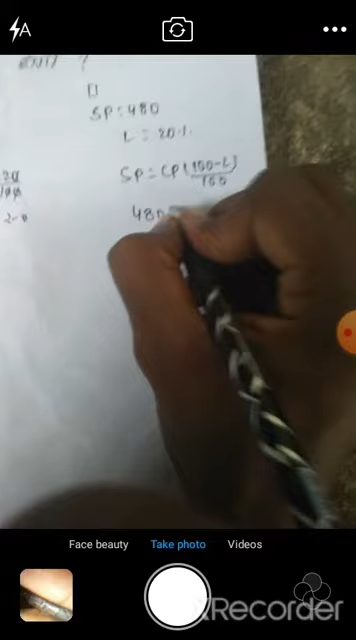 SP = 480
L = 20%.
SP = CP (100-L)
100
480
Face beauty
Take photo
Videos
Recorder